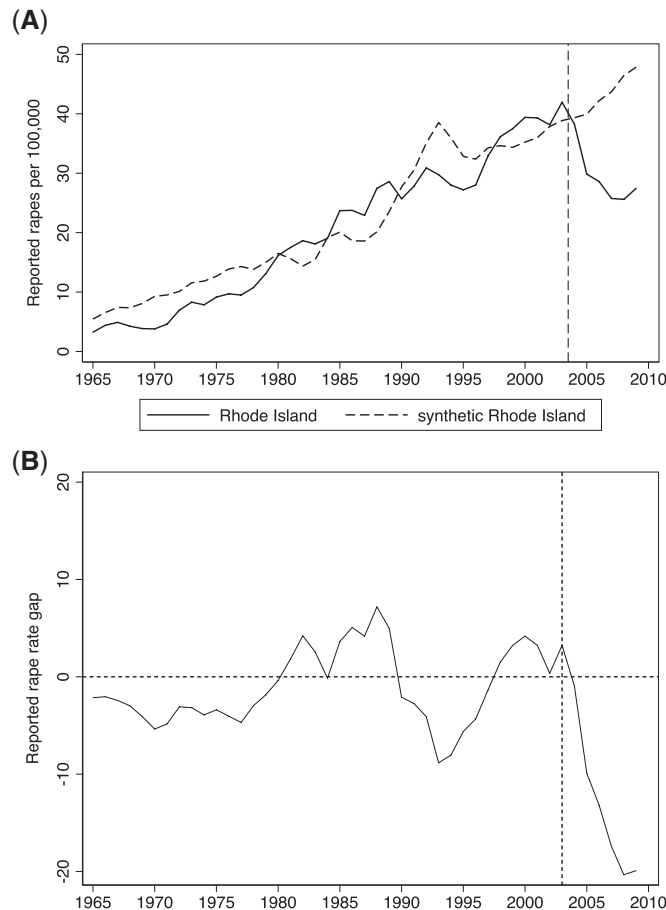 (A)
Reported rapes per 100,000
50
40
30
20
10
0
1965 1970 1975 1980 1985 1990 1995 2000 2005 2010
Rhode Island synthetic Rhode Island
(B)
Reported rape rate gap
20
10
0
-10
-20
1965 1970 1975 1980 1985 1990 1995 2000 2005 2010